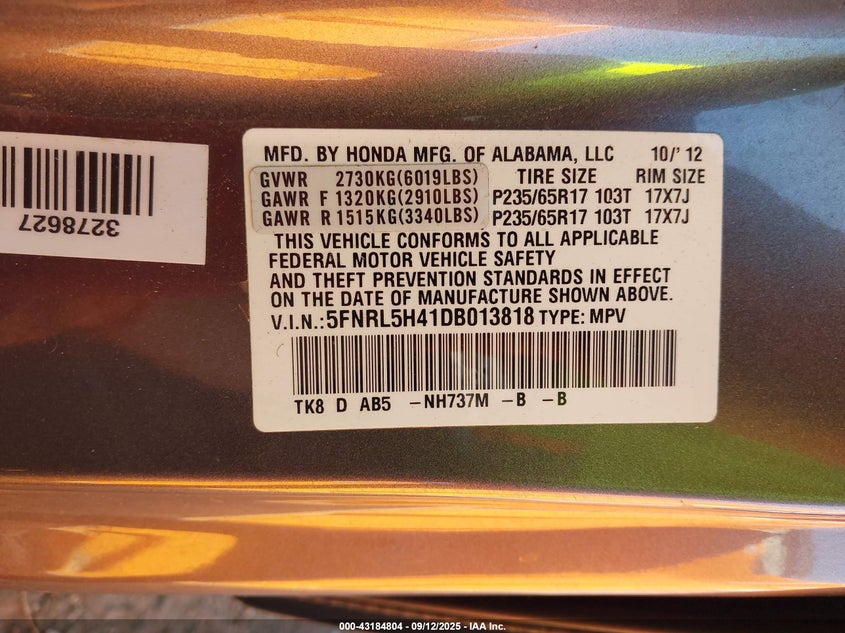 MFD. BY HONDA MFG. OF ALABAMA, LLC 10/'12
GVWR 2730KG(6019LBS) TIRE SIZE RIM SIZE
GAWR F 1320KG(2910LBS) P235/65R17 103T 17X7J
GAWR R 1515KG(3340LBS) P235/65R17 103T 17X7J
THIS VEHICLE CONFORMS TO ALL APPLICABLE
FEDERAL MOTOR VEHICLE SAFETY
AND THEFT PREVENTION STANDARDS IN EFFECT
ON THE DATE OF MANUFACTURE SHOWN ABOVE.
V.I.N.:5FNRL5H41DB013818 TYPE: MPV
TK8 D AB5 -NH737M -B -B
3278627
000-43184804 - 09/12/2025 - IAA Inc.